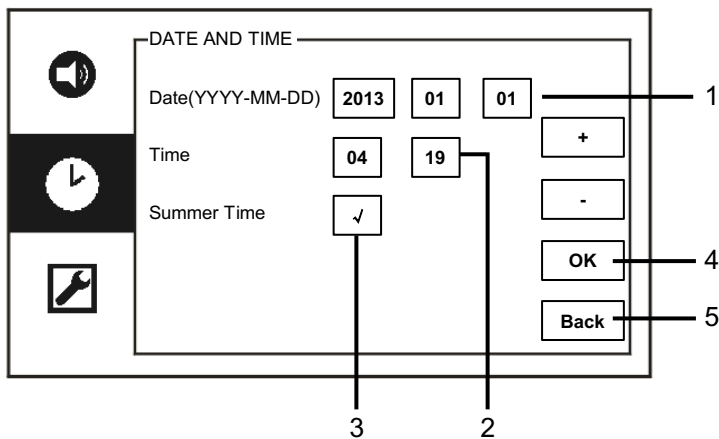 DATE AND TIME
Date(YYYY-MM-DD) 2013 01 01 1
+
Time 04 19
-
Summer Time √
OK 4
Back 5
3 2